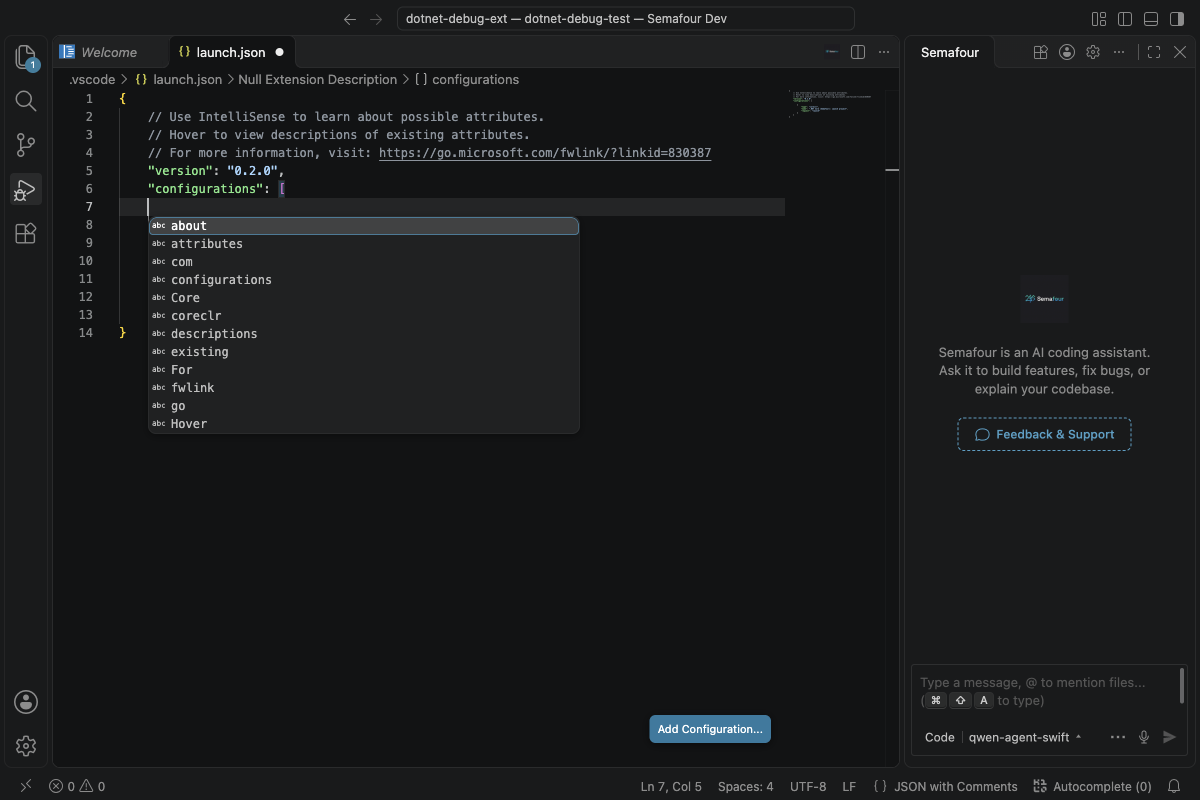 dotnet-debug-ext — dotnet-debug-test — Semafour Dev
1
Welcome
{} launch.json
Semafour
.vscode > {} launch.json > Null Extension Description > [ ] configurations
1 {
2 // Use IntelliSense to learn about possible attributes.
3 // Hover to view descriptions of existing attributes.
4 // For more information, visit: https://go.microsoft.com/fwlink/?linkid=830387
5 "version": "0.2.0",
6 "configurations": [
7
8
9
10
11
12
13
14 }
abc about
abc attributes
abc com
abc configurations
abc Core
abc coreclr
abc descriptions
abc existing
abc For
abc fwlink
abc go
abc Hover
Add Configuration...
Semafour
Semafour is an AI coding assistant.
Ask it to build features, fix bugs, or
explain your codebase.
Feedback & Support
Type a message, @ to mention files...
(⌘ ⇧ A to type)
Code
qwen-agent-swift
0
0
Ln 7, Col 5
Spaces: 4
UTF-8
LF
{} JSON with Comments
Autocomplete (0)